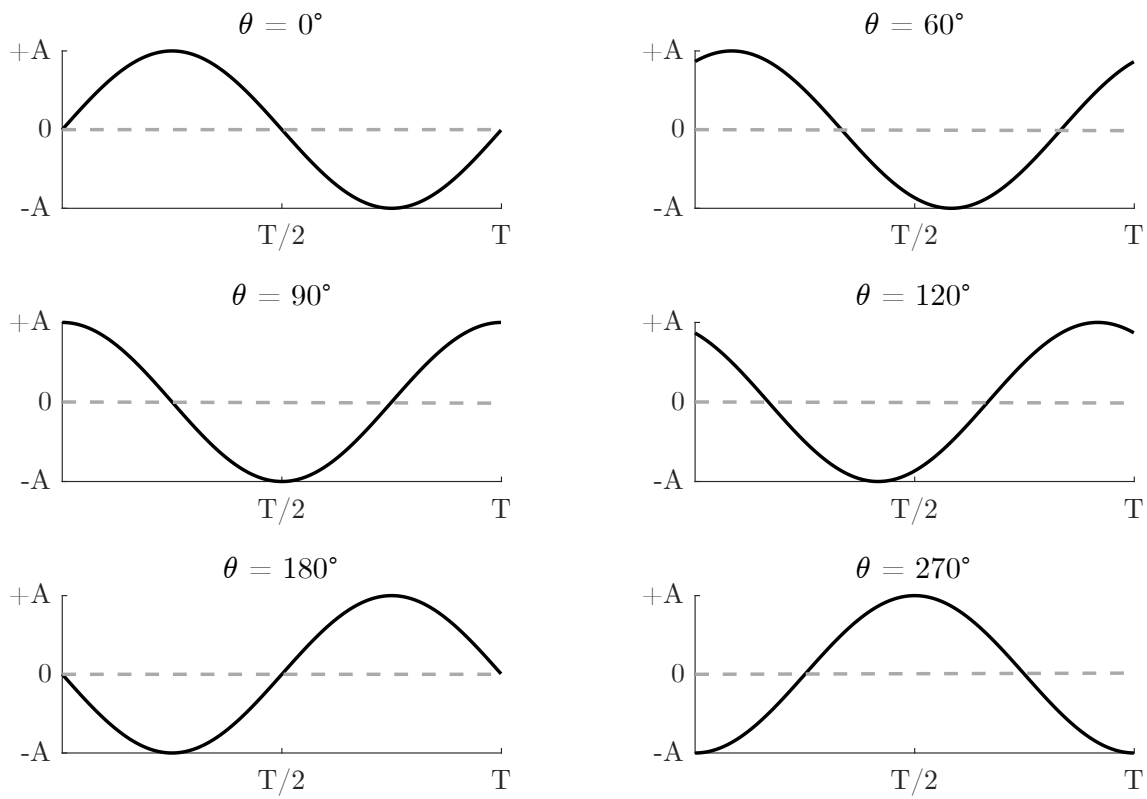 θ = 0°
+A
0
-A
T/2 T
θ = 60°
+A
0
-A
T/2 T
θ = 90°
+A
0
-A
T/2 T
θ = 120°
+A
0
-A
T/2 T
θ = 180°
+A
0
-A
T/2 T
θ = 270°
+A
0
-A
T/2 T